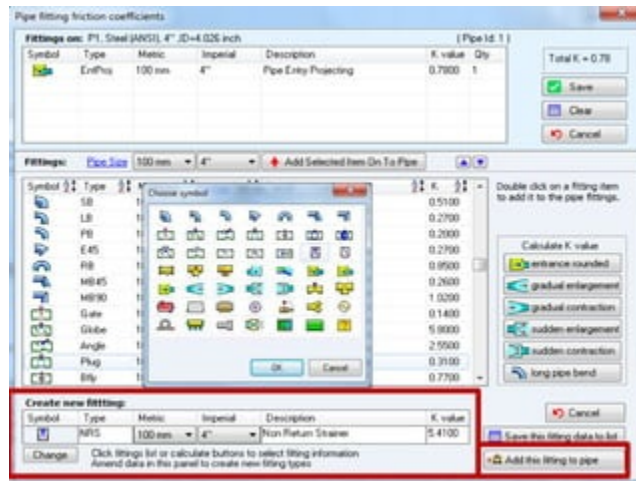 Pipe fitting friction coefficients
Fittings on: P1, Steel (ANSI), 4" ,ID=4.026 inch ( Pipe Id. 1 )
Symbol Type Metric Imperial Description K value Qty
EntProj 100 mm 4" Pipe Entry Projecting 0.7800 1
Total K = 0.78
Save
Clear
Cancel
Fittings: Pipe Size 100 mm 4" Add Selected Item On To Pipe
Symbol Type K.
Double click on a fitting item
to add it to the pipe fittings.
Choose symbol
SB 0.5100
LB 0.2700
PB 0.2000
E45 0.2700
RB 0.8500
MB45 0.2600
MB90 1.0200
Gate 0.1400
Globe 5.8000
Angle 2.5500
Plug 0.3100
Bfly 0.7700
OK Cancel
Calculate K value
entrance rounded
gradual enlargement
gradual contraction
sudden enlargement
sudden contraction
long pipe bend
Create new fittting:
Symbol Type Metric Imperial Description K value
NRS 100 mm 4" Non Return Strainer 5.4100
Change
Click fittings list or calculate buttons to select fitting information
Amend data in this panel to create new fitting types
Cancel
Save this fitting data to list
Add this fitting to pipe